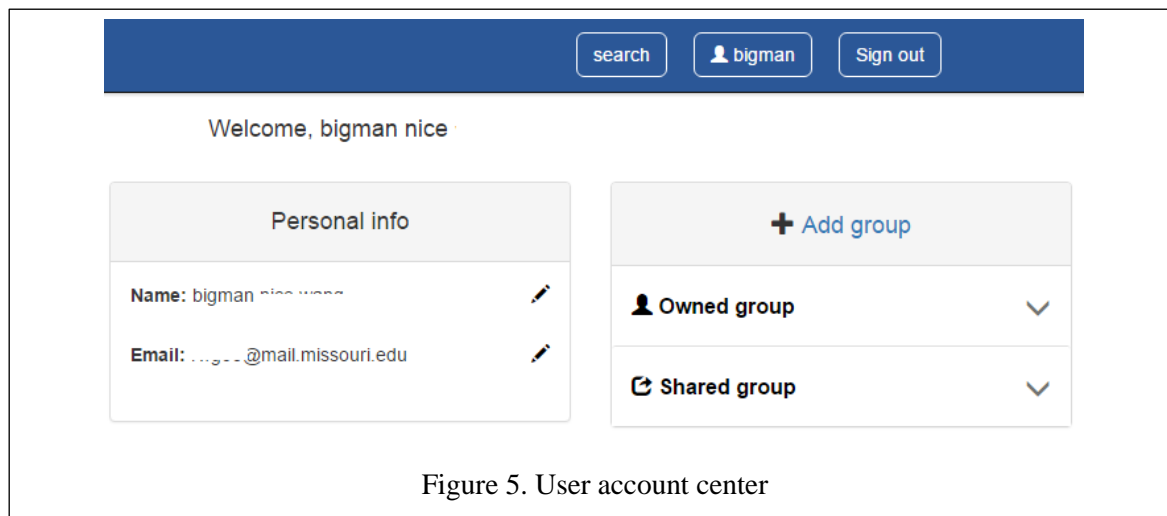 search bigman Sign out
Welcome, bigman nice
Personal info
Add group
Name: bigman
Owned group
Email: @mail.missouri.edu
Shared group
Figure 5. User account center